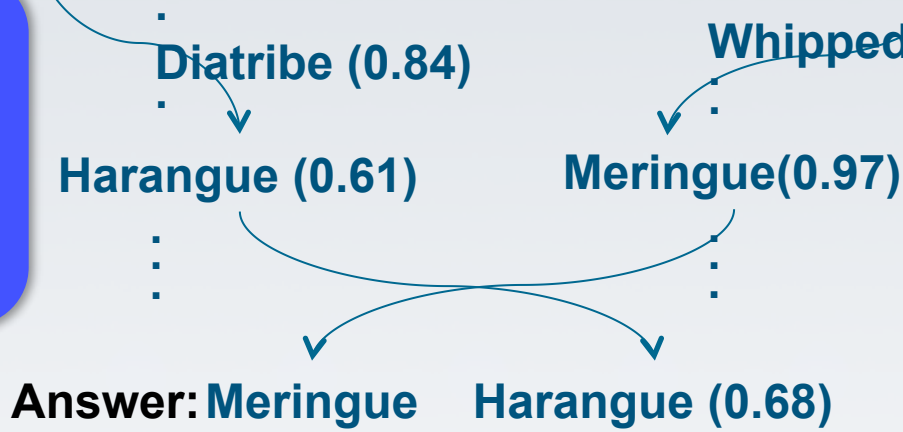 Diatribe (0.84)
Whipped
Harangue (0.61)
Meringue(0.97)
Answer: Meringue Harangue (0.68)